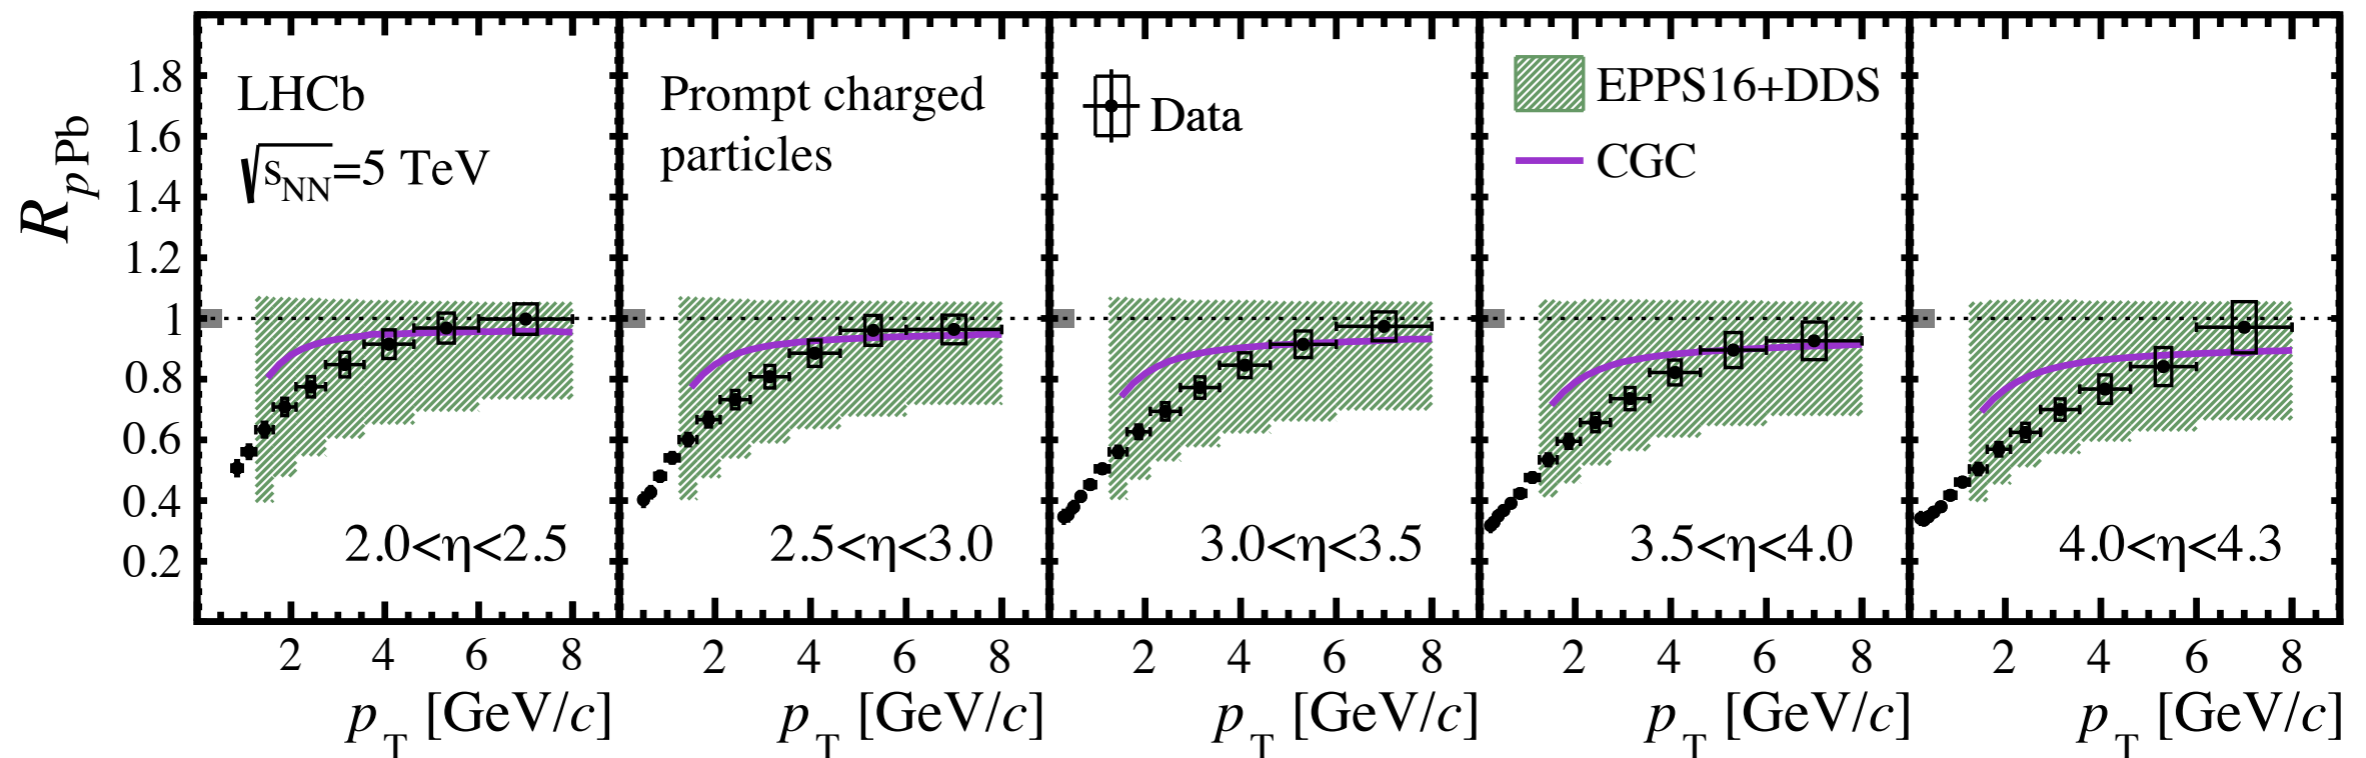 R_pPb
1.8
1.6
1.4
1.2
1
0.8
0.6
0.4
0.2
LHCb
√s_NN=5 TeV
Prompt charged
particles
Data
EPPS16+DDS
CGC
2.0<η<2.5
2.5<η<3.0
3.0<η<3.5
3.5<η<4.0
4.0<η<4.3
2 4 6 8
2 4 6 8
2 4 6 8
2 4 6 8
2 4 6 8
p_T [GeV/c]
p_T [GeV/c]
p_T [GeV/c]
p_T [GeV/c]
p_T [GeV/c]